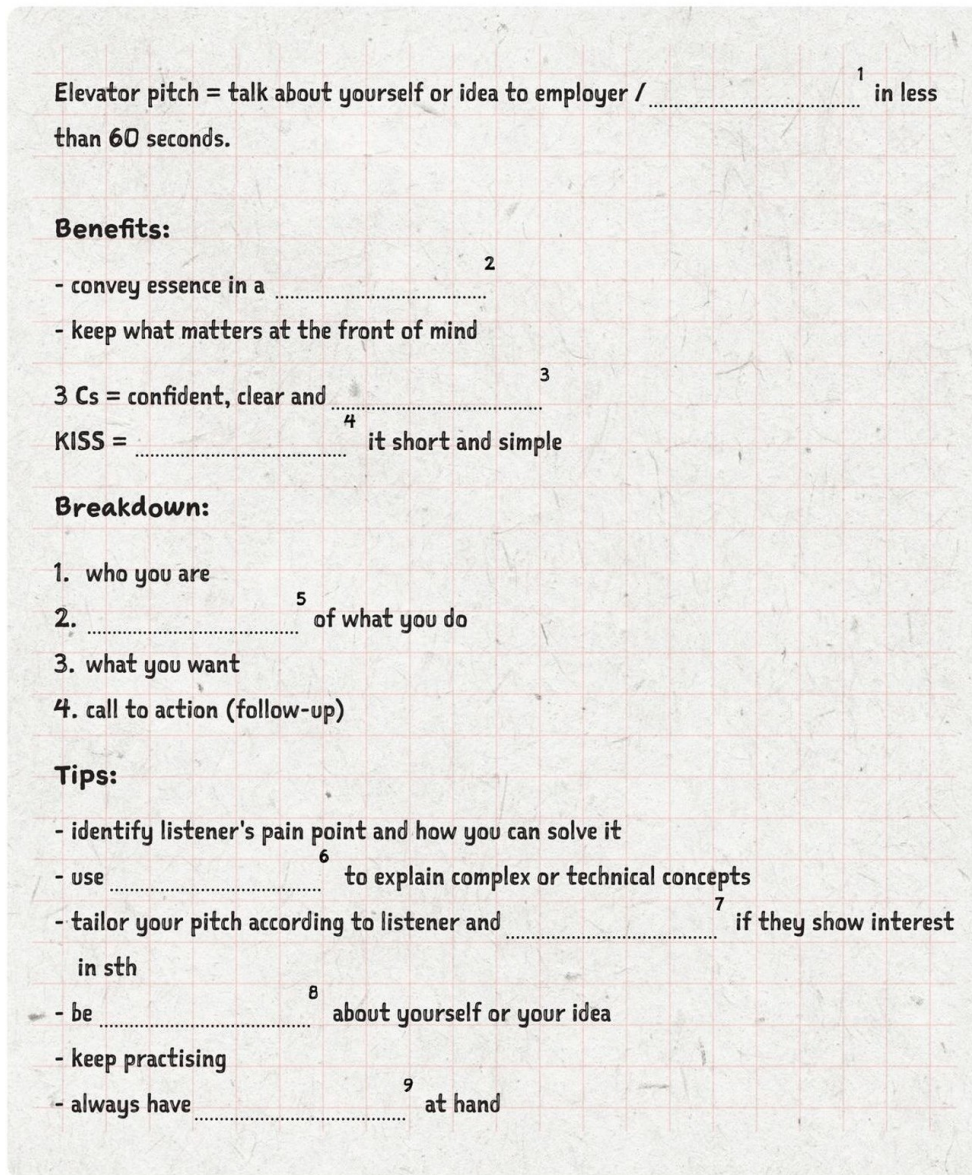 Elevator pitch = talk about yourself or idea to employer / ........................ 1 in less
than 60 seconds.
Benefits:
- convey essence in a ........................ 2
- keep what matters at the front of mind
3 Cs = confident, clear and ........................ 3
KISS = ........................ 4 it short and simple
Breakdown:
1. who you are
2. ........................ 5 of what you do
3. what you want
4. call to action (follow-up)
Tips:
- identify listener's pain point and how you can solve it
- use ........................ 6 to explain complex or technical concepts
- tailor your pitch according to listener and ........................ 7 if they show interest
in sth
- be ........................ 8 about yourself or your idea
- keep practising
- always have ........................ 9 at hand